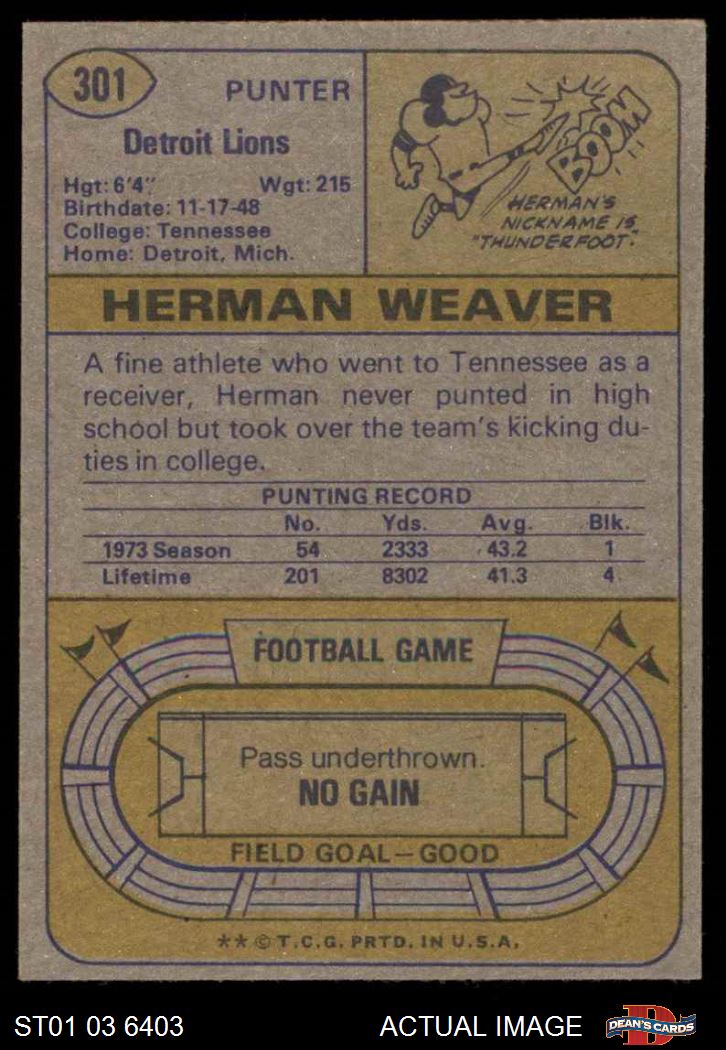 301
PUNTER
Detroit Lions
Hgt: 6'4" Wgt: 215
Birthdate: 11-17-48
College: Tennessee
Home: Detroit, Mich.
BOOM
HERMAN'S
NICKNAME IS
"THUNDERFOOT".
HERMAN WEAVER
A fine athlete who went to Tennessee as a
receiver, Herman never punted in high
school but took over the team's kicking du-
ties in college.
PUNTING RECORD
No. Yds. Avg. Blk.
1973 Season 54 2333 43.2 1
Lifetime 201 8302 41.3 4
FOOTBALL GAME
Pass underthrown.
NO GAIN
FIELD GOAL—GOOD
** © T.C.G. PRTD. IN U.S.A.
ST01 03 6403 ACTUAL IMAGE
D
DEAN'S CARDS